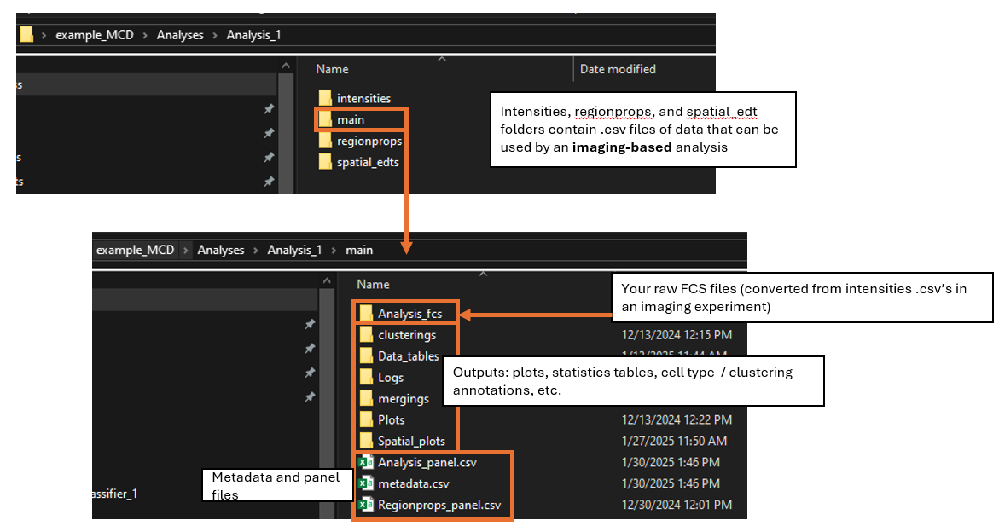 example_MCD > Analyses > Analysis_1
Name
Date modified
intensities
main
regionprops
spatial_edts
ts
Intensities, regionprops, and spatial_edt
folders contain .csv files of data that can be
used by an imaging-based analysis
example_MCD > Analyses > Analysis_1 > main
Name
Analysis_fcs
Your raw FCS files (converted from intensities .csv's in
an imaging experiment)
clusterings 12/13/2024 12:15 PM
Data_tables 1/13/2025 11:44 AM
Logs
mergings
Outputs: plots, statistics tables, cell type / clustering
annotations, etc.
Plots 12/13/2024 12:22 PM
Spatial_plots 1/27/2025 11:50 AM
Analysis_panel.csv 1/30/2025 1:46 PM
metadata.csv 1/30/2025 1:46 PM
Regionprops_panel.csv 12/30/2024 12:01 PM
Metadata and panel
files
assifier_1